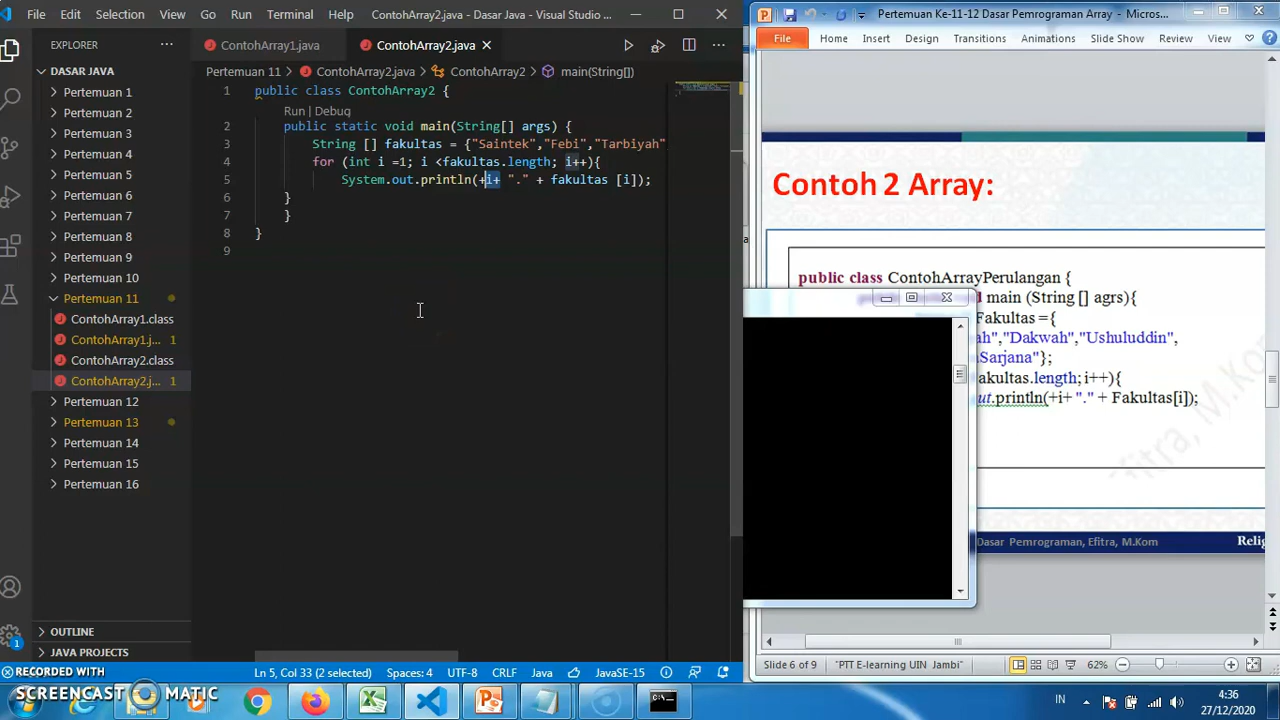 File Edit Selection View Go Run Terminal Help ContohArray2.java - Dasar Java - Visual Studio ...
EXPLORER
DASAR JAVA
Pertemuan 1
Pertemuan 2
Pertemuan 3
Pertemuan 4
Pertemuan 5
Pertemuan 6
Pertemuan 7
Pertemuan 8
Pertemuan 9
Pertemuan 10
Pertemuan 11
ContohArray1.class
ContohArray1.j... 1
ContohArray2.class
ContohArray2.j... 1
Pertemuan 12
Pertemuan 13
Pertemuan 14
Pertemuan 15
Pertemuan 16
OUTLINE
JAVA PROJECTS
ContohArray1.java ContohArray2.java
Pertemuan 11 > ContohArray2.java > ContohArray2 > main(String[])
1 public class ContohArray2 {
Run | Debug
2 public static void main(String[] args) {
3 String [] fakultas = {"Saintek","Febi","Tarbiyah"
4 for (int i =1; i <fakultas.length; i++){
5 System.out.println(+i+ "." + fakultas [i]);
6 }
7 }
8 }
9
1
Ln 5, Col 33 (2 selected) Spaces: 4 UTF-8 CRLF Java JavaSE-15
RECORDED WITH
SCREENCAST MATIC
Pertemuan Ke-11-12 Dasar Pemrograman Array - Micros...
File Home Insert Design Transitions Animations Slide Show Review View
Contoh 2 Array:
public class ContohArrayPerulangan {
main (String [] agrs){
Fakultas ={
ah","Dakwah","Ushuluddin",
Sarjana"};
akultas.length; i++){
ut.println(+i+ "." + Fakultas[i]);
Efitra, M.Kom
Dasar Pemrograman, Efitra, M.Kom
Relig
Slide 6 of 9 "PTT E-learning UIN Jambi" 62%
IN
4:36
27/12/2020